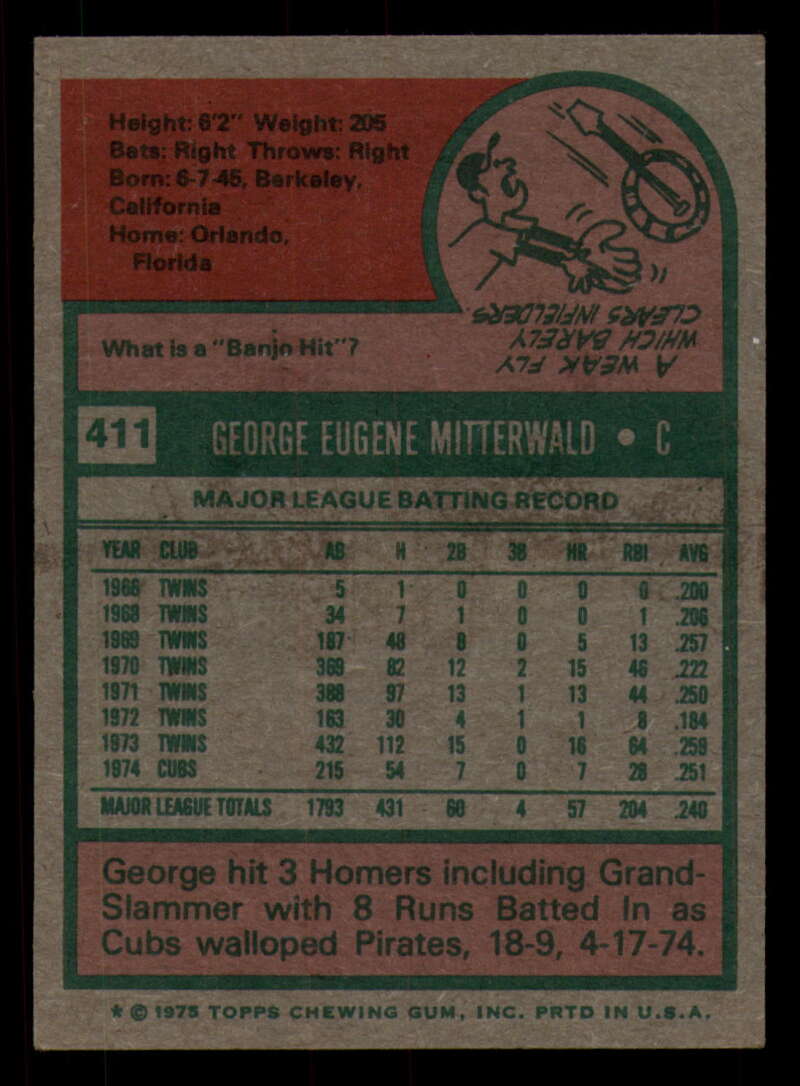 Height: 6'2" Weight: 205
Bats: Right Throws: Right
Born: 6-7-45, Berkeley,
California
Home: Orlando,
Florida
What is a "Banjo Hit"?
A WEAK FLY
WHICH BARELY
CLEARS INFIELDERS.
411 GEORGE EUGENE MITTERWALD • C
MAJOR LEAGUE BATTING RECORD
YEAR CLUB AB H 2B 3B HR RBI AVG
1966 TWINS 5 1 0 0 0 0 .200
1968 TWINS 34 7 1 0 0 1 .206
1969 TWINS 187 48 8 0 5 13 .257
1970 TWINS 369 82 12 2 15 46 .222
1971 TWINS 388 97 13 1 13 44 .250
1972 TWINS 163 30 4 1 1 8 .184
1973 TWINS 432 112 15 0 16 64 .259
1974 CUBS 215 54 7 0 7 28 .251
MAJOR LEAGUE TOTALS 1793 431 60 4 57 204 .240
George hit 3 Homers including Grand-
Slammer with 8 Runs Batted In as
Cubs walloped Pirates, 18-9, 4-17-74.
* © 1975 TOPPS CHEWING GUM, INC. PRTD IN U.S.A.